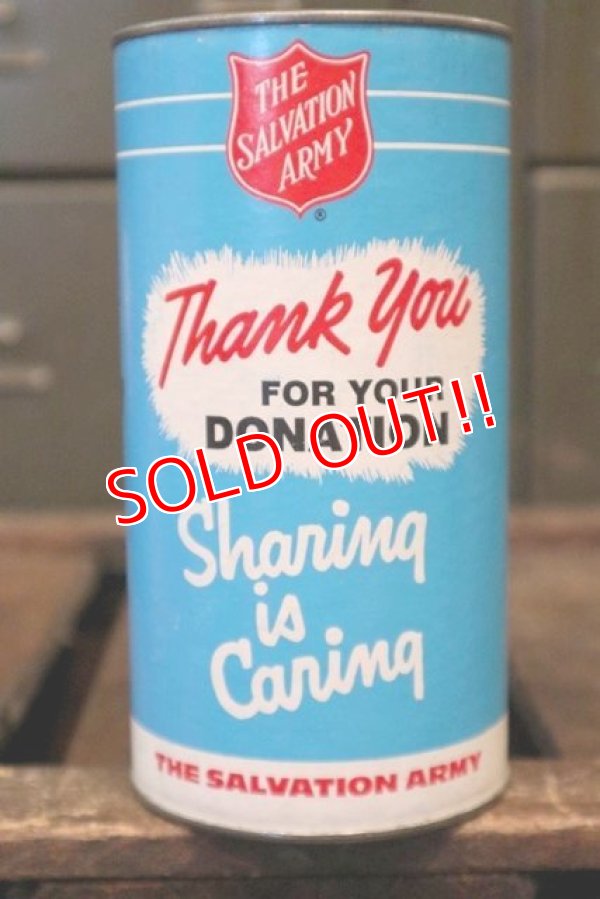 THE
SALVATION
ARMY
®
Thank You
FOR YOUR
DONATION
SOLD OUT!!
Sharing
is
Caring
THE SALVATION ARMY